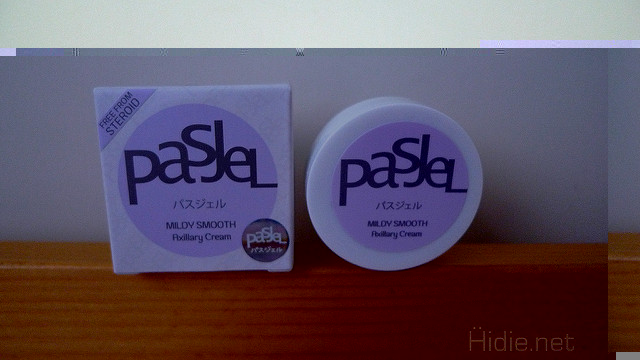 FREE FROM
STEROID
PASJEL
パスジェル
MILDY SMOOTH
Axillary Cream
PASJEL
パスジェル
PASJEL
パスジェル
MILDY SMOOTH
Axillary Cream
Hidie.net